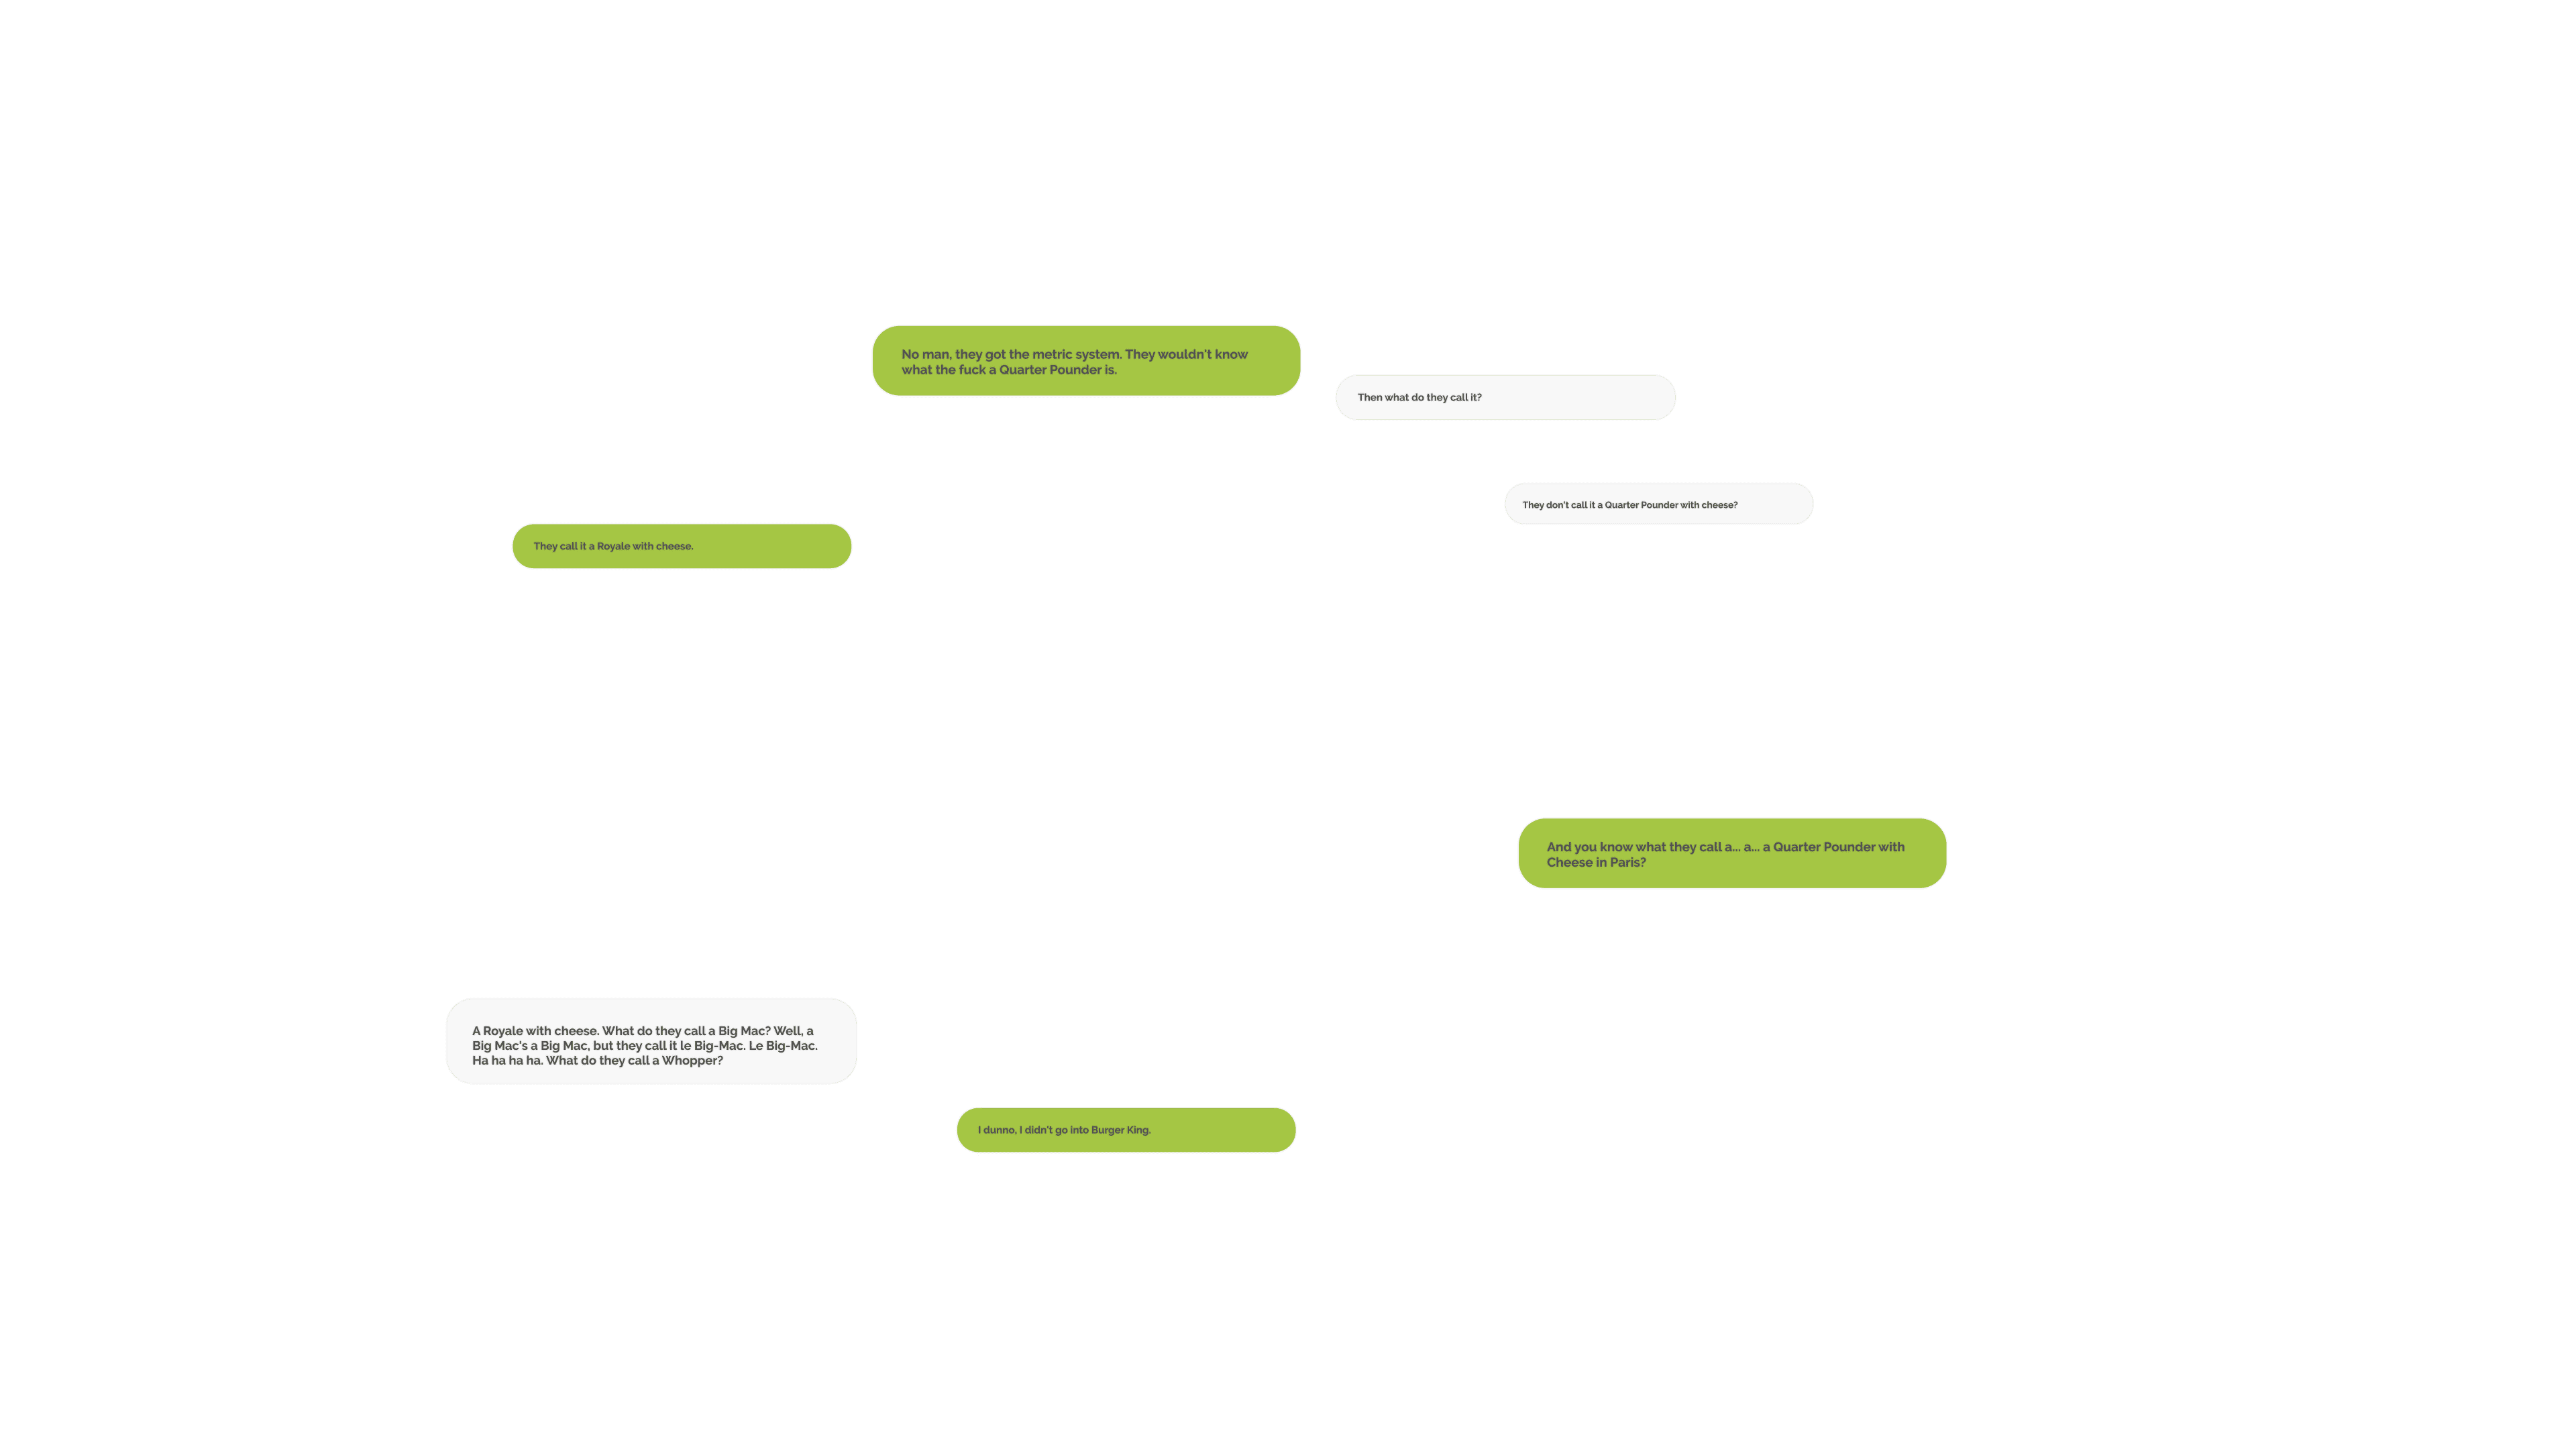 No man, they got the metric system. They wouldn't know
what the fuck a Quarter Pounder is.
Then what do they call it?
They don't call it a Quarter Pounder with cheese?
They call it a Royale with cheese.
And you know what they call a... a... a Quarter Pounder with
Cheese in Paris?
A Royale with cheese. What do they call a Big Mac? Well, a
Big Mac's a Big Mac, but they call it le Big-Mac. Le Big-Mac.
Ha ha ha ha. What do they call a Whopper?
I dunno, I didn't go into Burger King.